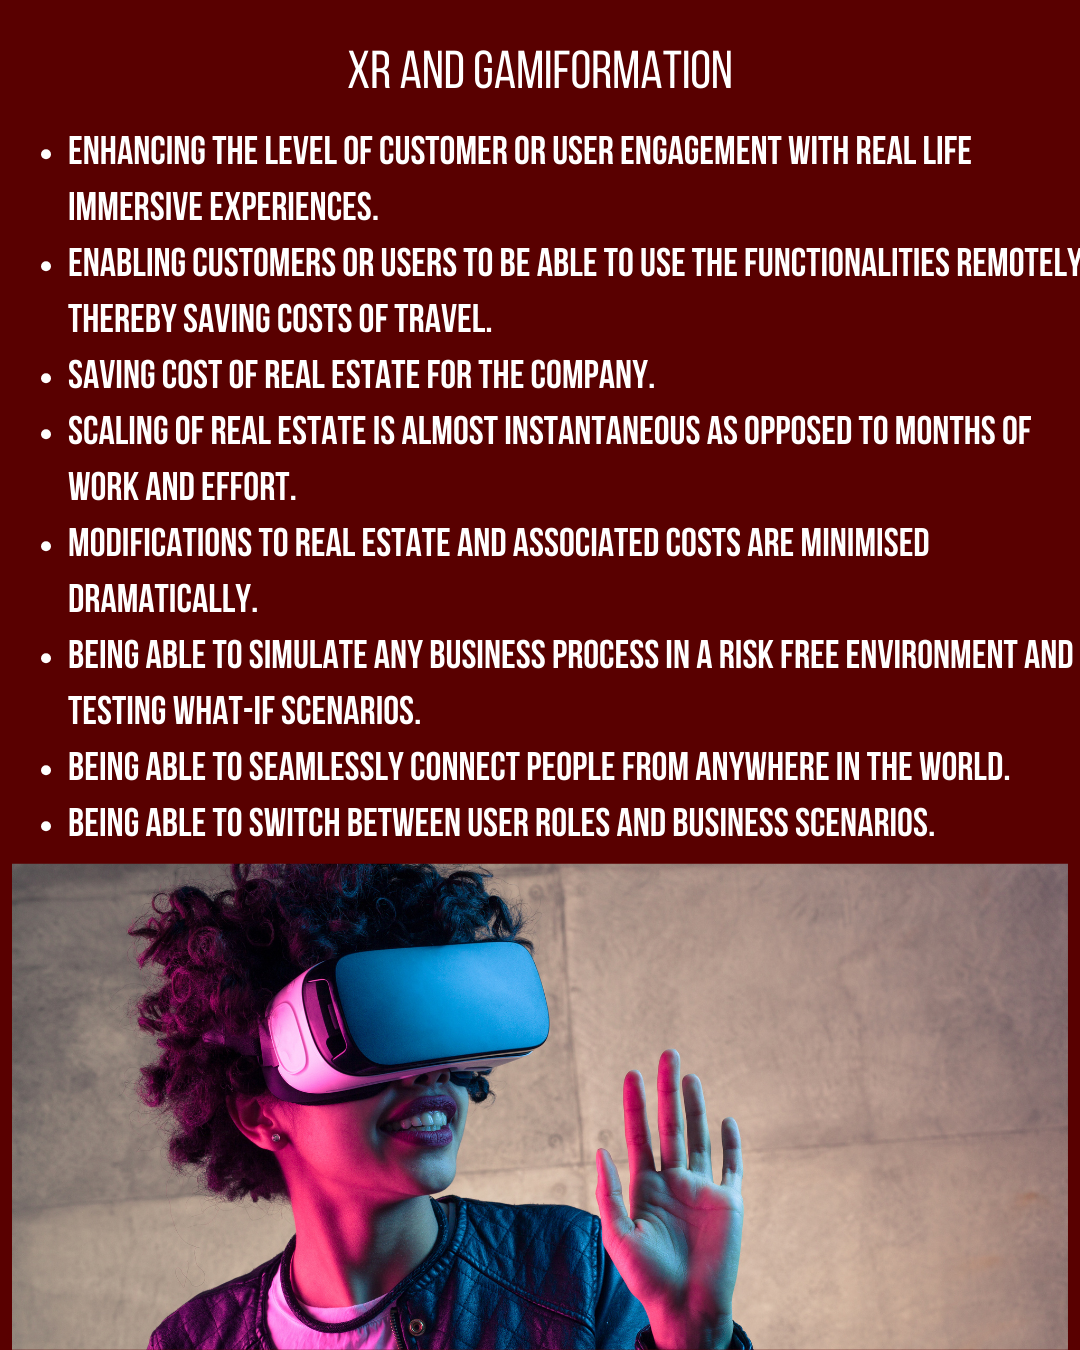 XR AND GAMIFORMATION
• ENHANCING THE LEVEL OF CUSTOMER OR USER ENGAGEMENT WITH REAL LIFE
IMMERSIVE EXPERIENCES.
• ENABLING CUSTOMERS OR USERS TO BE ABLE TO USE THE FUNCTIONALITIES REMOTELY
THEREBY SAVING COSTS OF TRAVEL.
• SAVING COST OF REAL ESTATE FOR THE COMPANY.
• SCALING OF REAL ESTATE IS ALMOST INSTANTANEOUS AS OPPOSED TO MONTHS OF
WORK AND EFFORT.
• MODIFICATIONS TO REAL ESTATE AND ASSOCIATED COSTS ARE MINIMISED
DRAMATICALLY.
• BEING ABLE TO SIMULATE ANY BUSINESS PROCESS IN A RISK FREE ENVIRONMENT AND
TESTING WHAT-IF SCENARIOS.
• BEING ABLE TO SEAMLESSLY CONNECT PEOPLE FROM ANYWHERE IN THE WORLD.
• BEING ABLE TO SWITCH BETWEEN USER ROLES AND BUSINESS SCENARIOS.